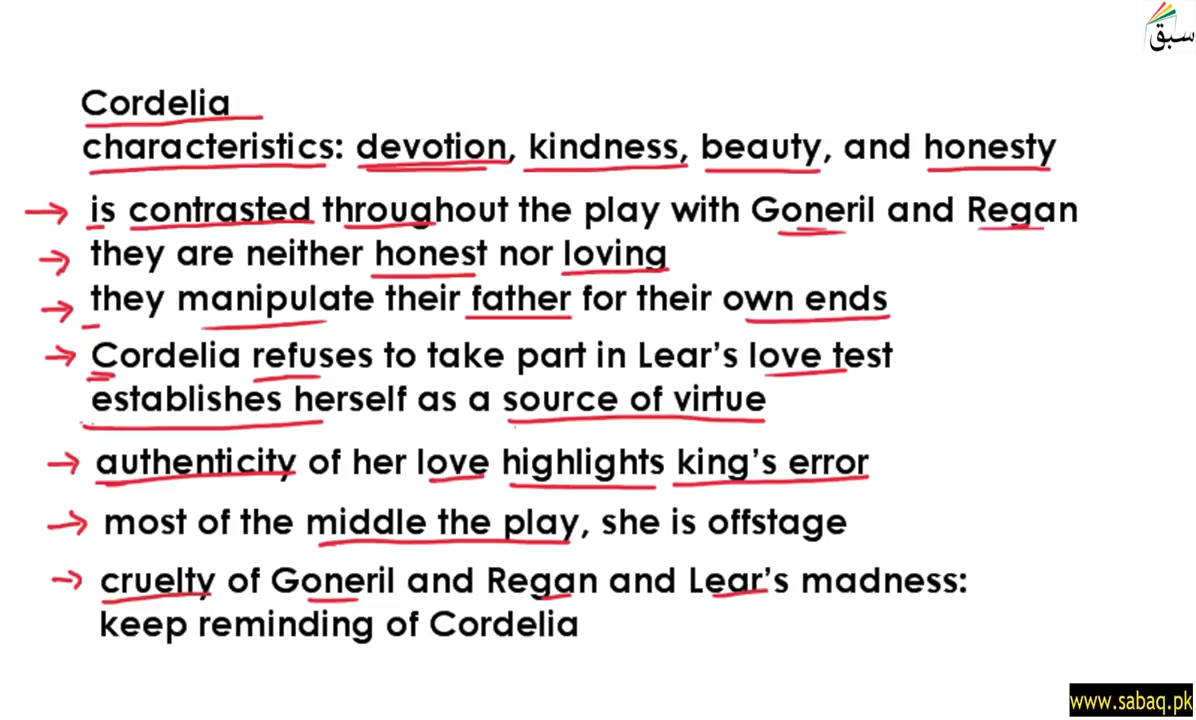 سبق
Cordelia
characteristics: devotion, kindness, beauty, and honesty
is contrasted throughout the play with Goneril and Regan
they are neither honest nor loving
they manipulate their father for their own ends
Cordelia refuses to take part in Lear's love test
establishes herself as a source of virtue
authenticity of her love highlights king's error
most of the middle the play, she is offstage
cruelty of Goneril and Regan and Lear's madness:
keep reminding of Cordelia
www.sabaq.pk